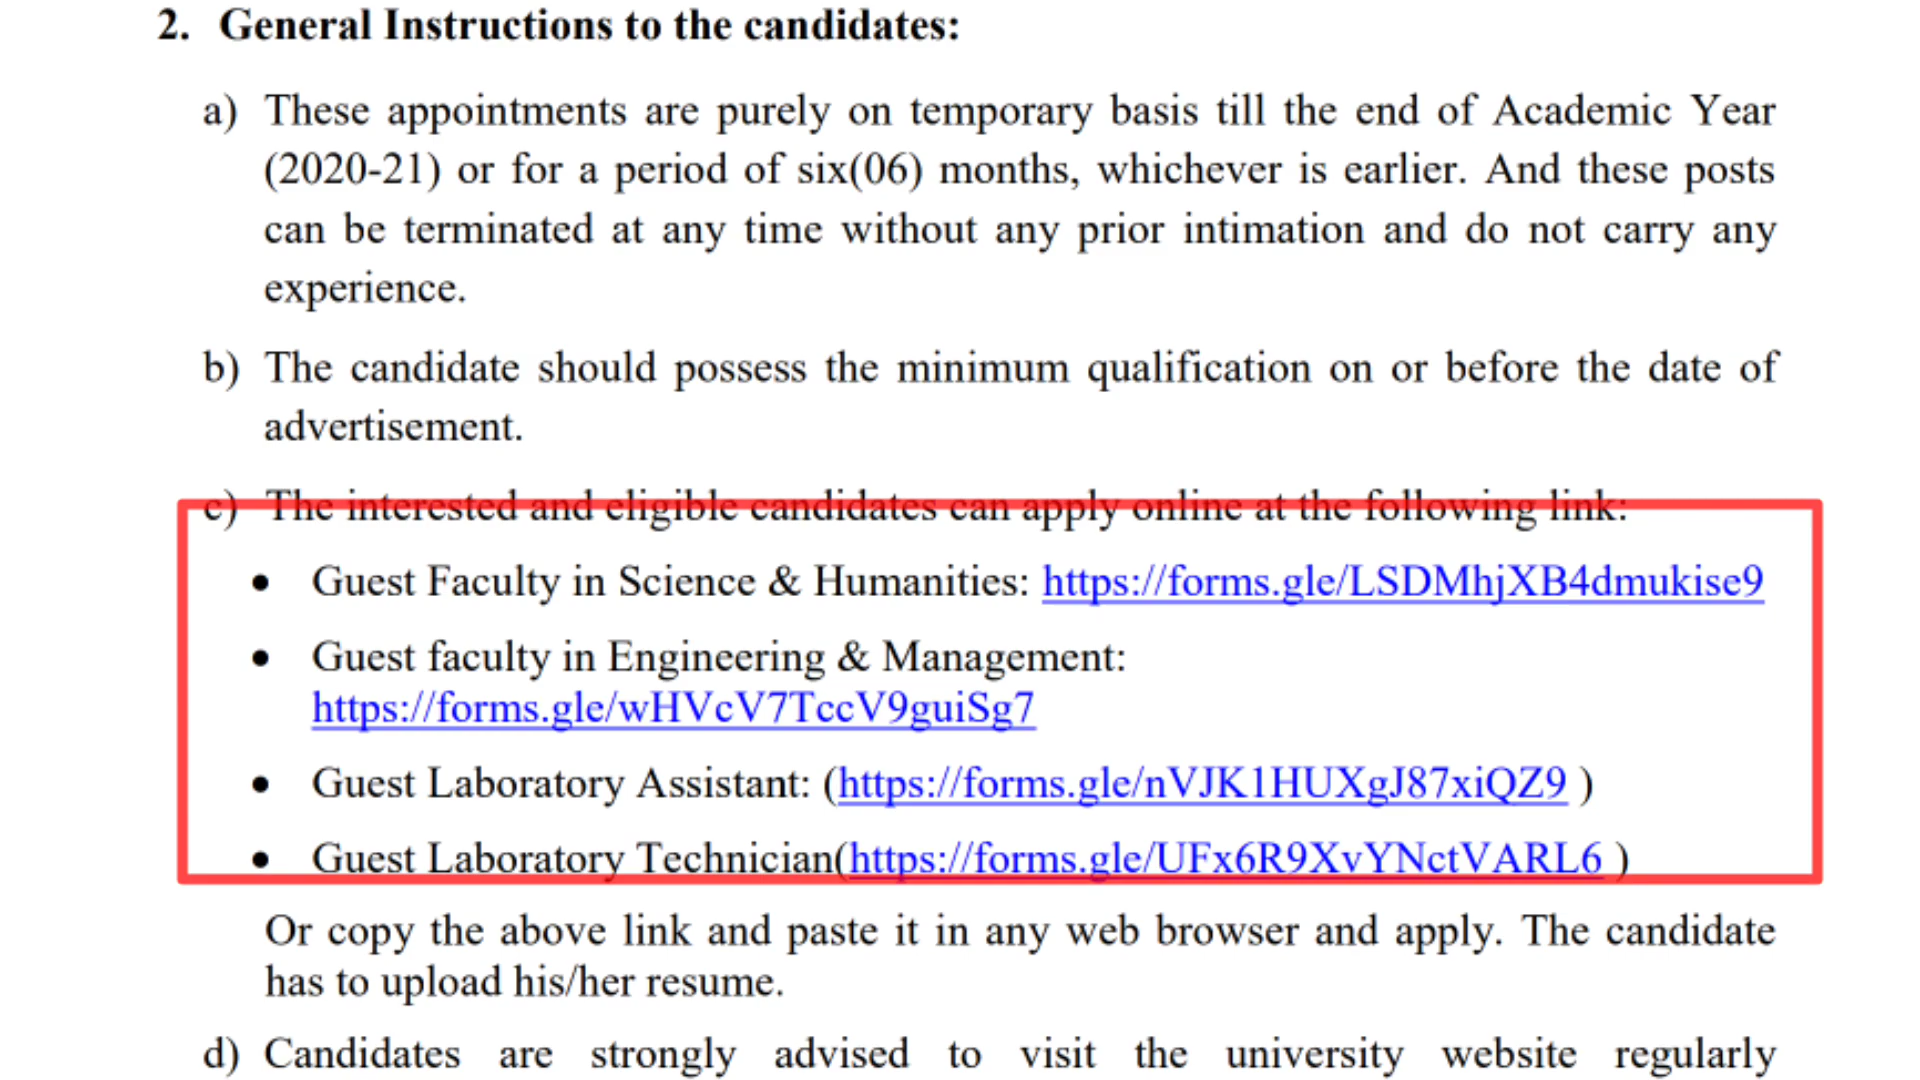 2. General Instructions to the candidates:
a) These appointments are purely on temporary basis till the end of Academic Year
(2020-21) or for a period of six(06) months, whichever is earlier. And these posts
can be terminated at any time without any prior intimation and do not carry any
experience.
b) The candidate should possess the minimum qualification on or before the date of
advertisement.
c) The interested and eligible candidates can apply online at the following link:
• Guest Faculty in Science & Humanities: https://forms.gle/LSDMhjXB4dmukise9
• Guest faculty in Engineering & Management:
https://forms.gle/wHVcV7TccV9guiSg7
• Guest Laboratory Assistant: (https://forms.gle/nVJK1HUXgJ87xiQZ9 )
• Guest Laboratory Technician(https://forms.gle/UFx6R9XvYNctVARL6 )
Or copy the above link and paste it in any web browser and apply. The candidate
has to upload his/her resume.
d) Candidates are strongly advised to visit the university website regularly